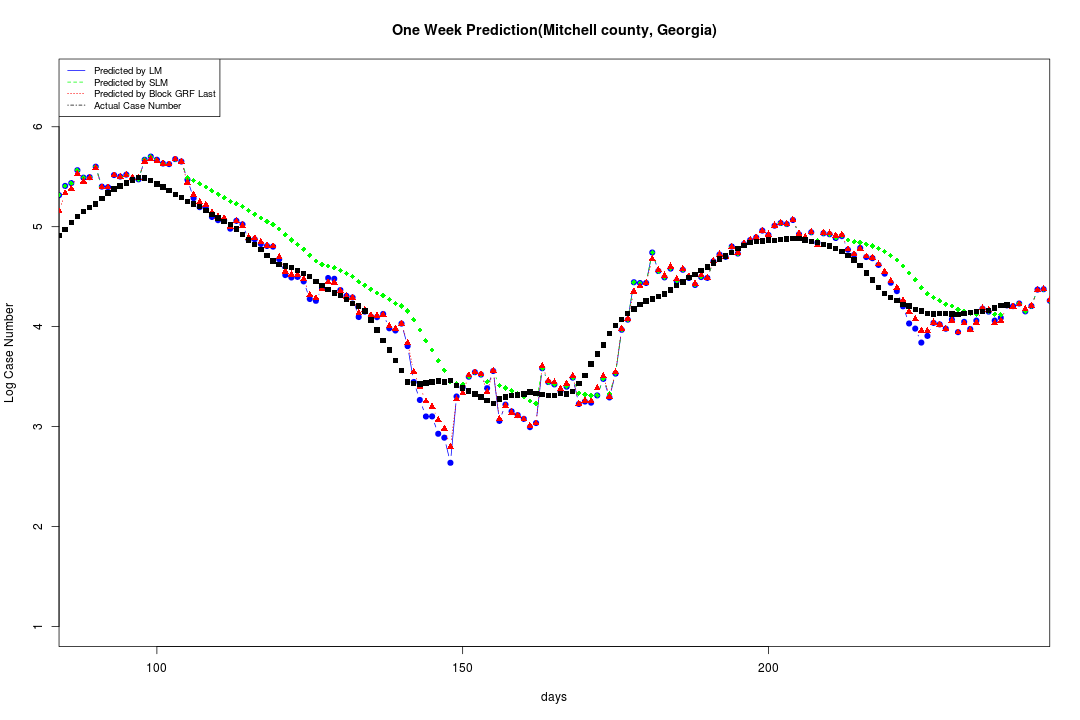 One Week Prediction(Mitchell county, Georgia)
Predicted by LM
Predicted by SLM
Predicted by Block GRF Last
Actual Case Number
6
5
4
3
2
1
Log Case Number
100 150 200
days